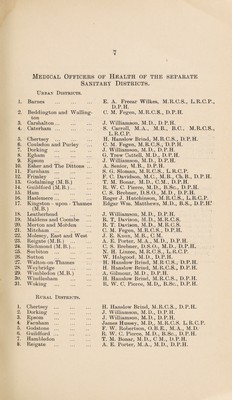 7
MEDICAL OFFICERS OF HEALTH OF THE SEPARATE
SANITARY DISTRICTS.
URBAN DISTRICTS.
1. Barnes ... E. A. Freear Wilkes, M.R.C.S., L.R.C.P.,
D.P.H.
2. Beddington and Walling-
ton C. M. Fegen, M.R.C.S., D.P.H.
3. Carshalton ... J. Williamson, M.D., D.P.H.
4. Caterham ... S. Carroll, M.A., M.B., B.C., M.R.C.S.,
L.R.C.P.
5. Chertsey ... H. Hanslow Brind, M.R.C.S., D.P.H.
6. Coulsdon and Purley ... C. M. Fegen, M.R.C.S., D.P.H.
7. Dorking ... J. Williamson, M.D., D.P.H.
8. Egham ... G. Trew Cattell, M.D., D.P.H.
9. Epsom ... J. Williamson, M.D., D.P.H.
10. Esher and The Dittons ... A. Senior, M.B., D.P.H.
11. Farnham ... S. G. Sloman, M.R.C.S., L.R.C.P.
12. Frimley ... F. C. Davidson, M.C., M.B., Ch.B., D.P.H.
13. Godalming (M.B.) ... T. M. Bonar, M.D., C.M., D.P.H.
14. Guildford (M.B.) ... R. W. C. Pierce, M.D., B.Sc., D.P.H.
15. Ham ... C. S. Brebner, D.S.O., M.D., D.P.H.
16. Haslemere ... Roger J. Hutchinson, M.R.C.S., L.R.C.P.
17. Kingston - upon - Thames
(M.B.) Edgar Wm. Matthews, M.D., B.S., D.P.H.
18. Leatherhead J. Williamson, M.D., D.P.H.
19. Maldens and Coombe R. T. Davison, M.D., M.R.C.S.
20. Merton and Morden R. T. Davison, M.D., M.R.C.S.
21. Mitcham ... C. M. Fegen, M.R.C.S., D.P.H.
22. Molesey, East and West J. E. Knox, M.B., C.M.
23. Reigate (M.B.) ... A. E. Porter, M.A., M.D., D.P.H.
24. Richmond (M.B.) ... C. S. Brebner, D.S.O., M.D., D.P.H.
25. Surbiton ... N. H. Linzee, M.R.C.S., L.S.A.
26. Sutton ... W. Habgood, M.D., D.P.H.
27. Walton-on-Thames ... H. Hanslow Brind, M.R.C.S., D.P.H.
28. Weybridge ... H. Hanslow Brind, M.R.C.S., D.P.H.
29. Wimbledon (M.B.) ... A. Gilmour, M.D., D.P.H.
30. Windlesham ... H. Hanslow Brind, M.R.C.S., D.P.H.
31. Woking ... R. W. C. Pierce, M.D., B.Sc., D.P.H.
RURAL DISTRICTS.
1. Chertsey ... H. Hanslow Brind, M.R.C.S., D.P.H.
2. Dorking ... J. Williamson, M.D., D.P.H.
3. Epsom ... J. Williamson, M.D., D.P.H.
4. Farnham ... James Hussey, M.D., M.R.C.S. L.R.C.P.
5. Godstone ... F. W. Robertson, O.B.E., M.A., M.D.
6. Guildford ... R. W. C. Pierce, M.D., B.Sc., D.P.H.
7. Hambledon ... T. M. Bonar, M.D., C.M., D.P.H.
8. Reigate ... A. E. Porter, M.A., M.D., D.P.H.